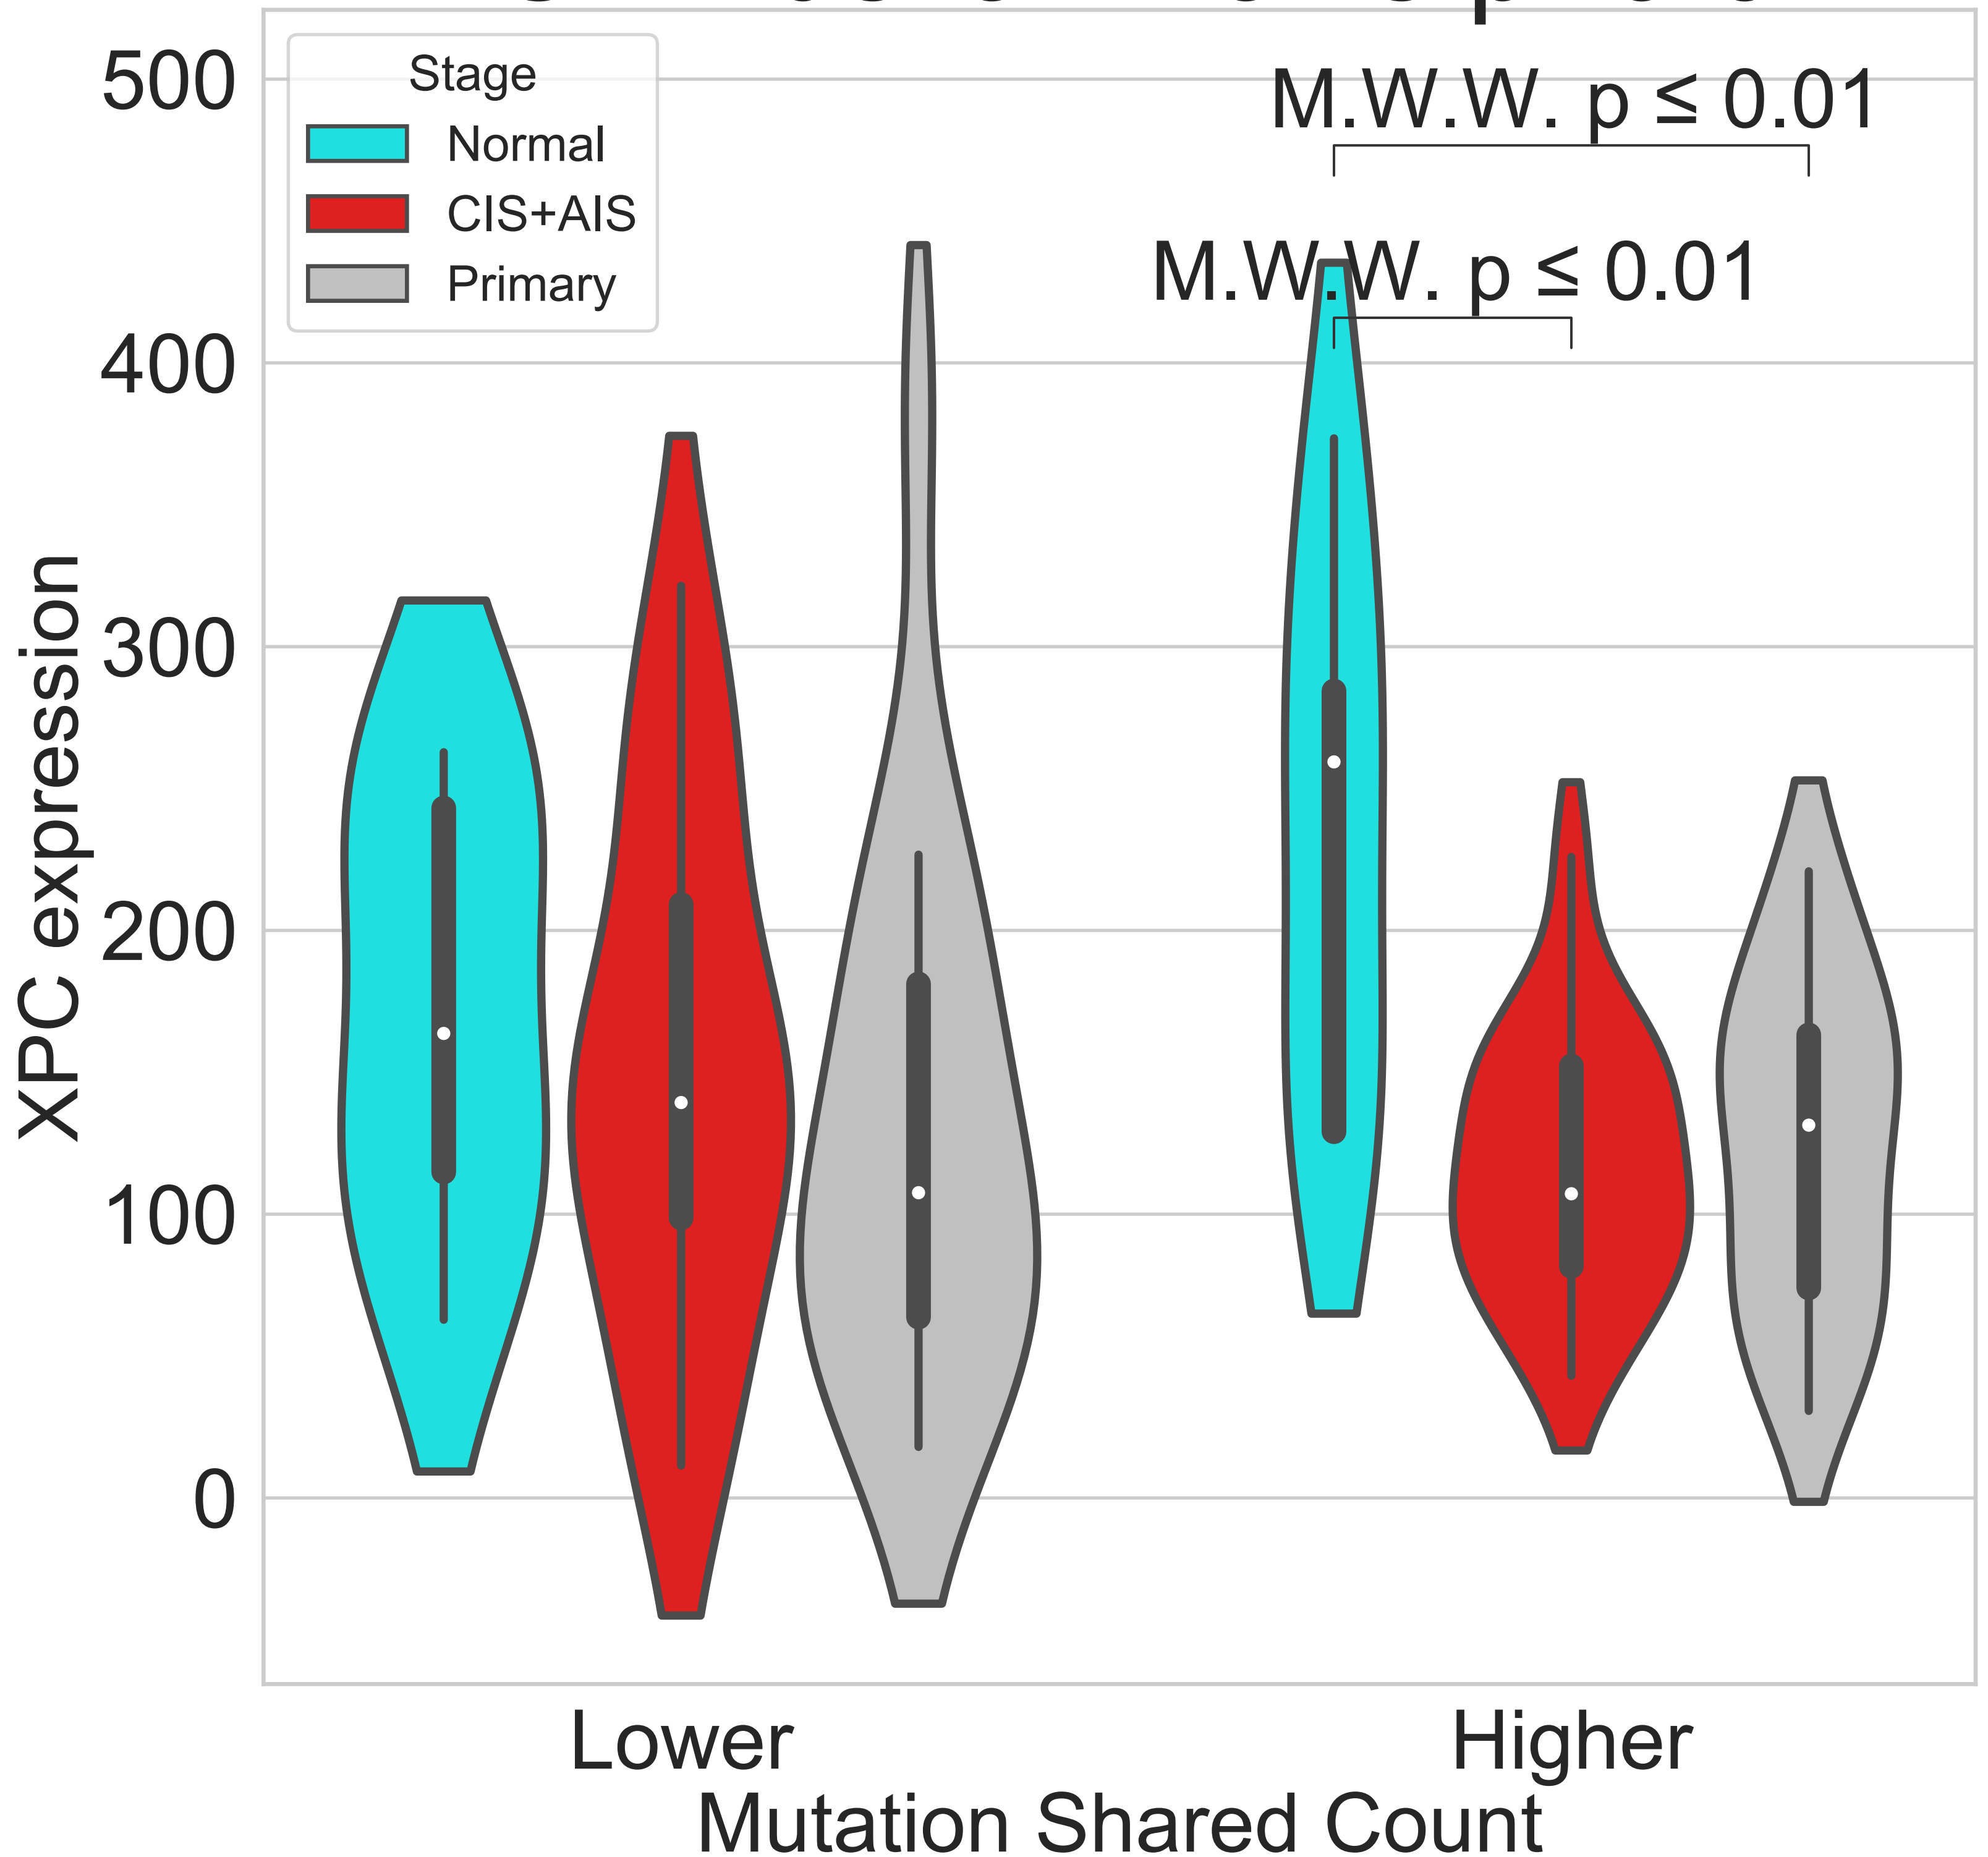 Stage
Normal
CIS+AIS
Primary
M.W.W. p ≤ 0.01
M.W.W. p ≤ 0.01
500
400
300
200
100
0
XPC expression
Lower
Higher
Mutation Shared Count